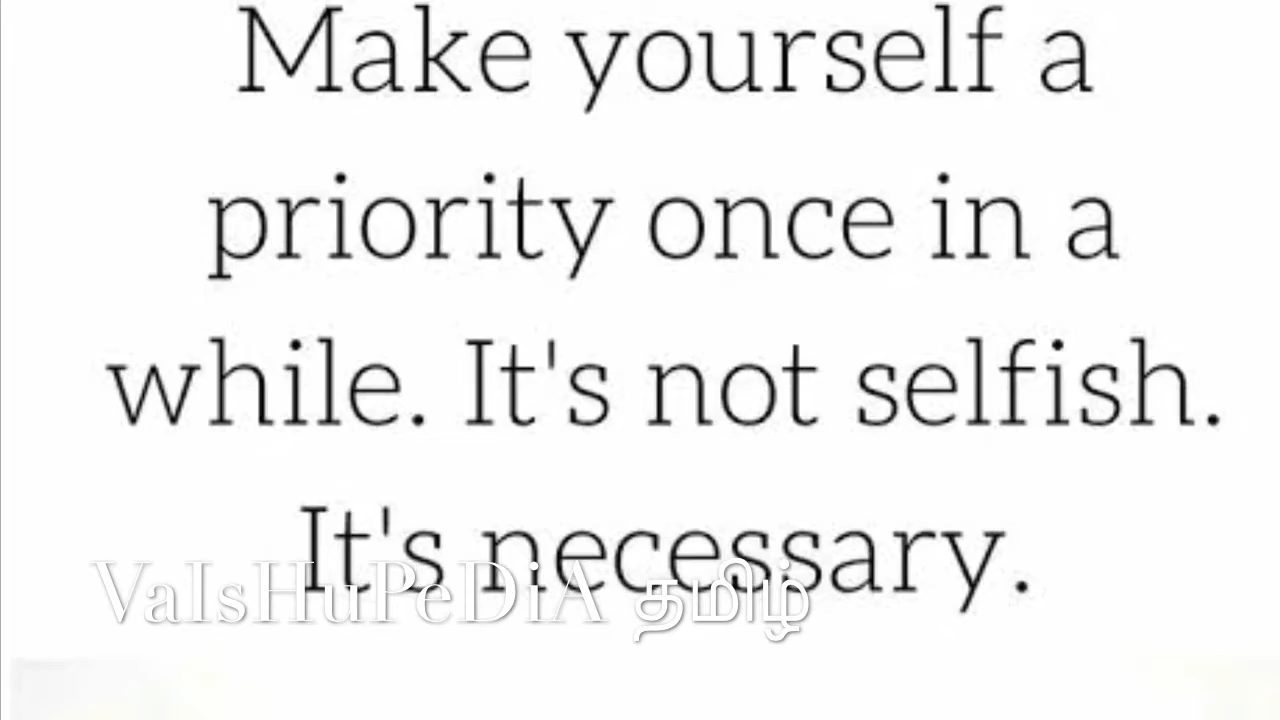 Make yourself a
priority once in a
while. It's not selfish.
It's necessary.
VaIsHuPeDiA தமிழ்